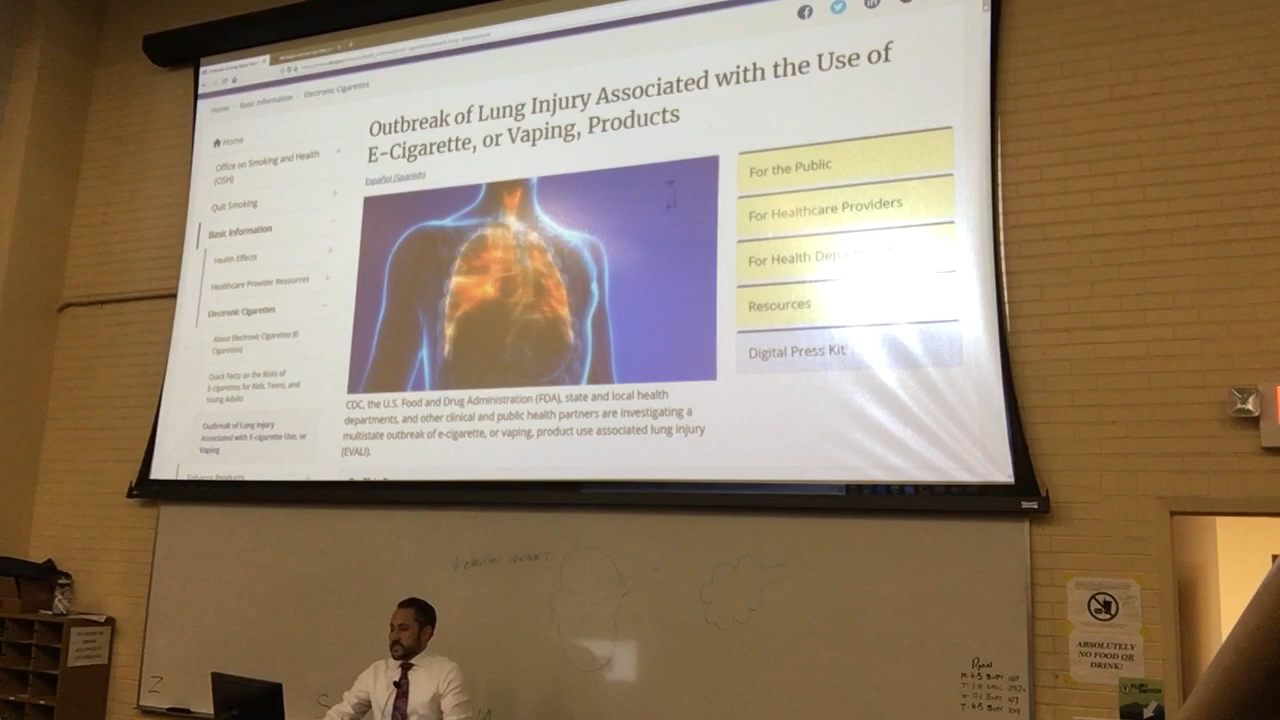 Home
Basic Information
Electronic Cigarettes
Outbreak of Lung Injury Associated with the Use of
E-Cigarette, or Vaping, Products
Español (Spanish)
Home
Office on Smoking and Health
(OSH)
Quit Smoking
Basic Information
Health Effects
Healthcare Provider Resources
Electronic Cigarettes
About Electronic Cigarettes (E-
Cigarettes)
Quick Facts on the Risks of
E-cigarettes for Kids, Teens, and
Young Adults
Outbreak of Lung Injury
Associated with E-cigarette Use, or
Vaping
Tobacco Products
For the Public
For Healthcare Providers
For Health
Resources
Digital Press Kit
CDC, the U.S. Food and Drug Administration (FDA), state and local health
departments, and other clinical and public health partners are investigating a
multistate outbreak of e-cigarette, or vaping, product use associated lung injury
(EVALI).
Z
Ryan
ABSOLUTELY
NO FOOD OR
DRINK!